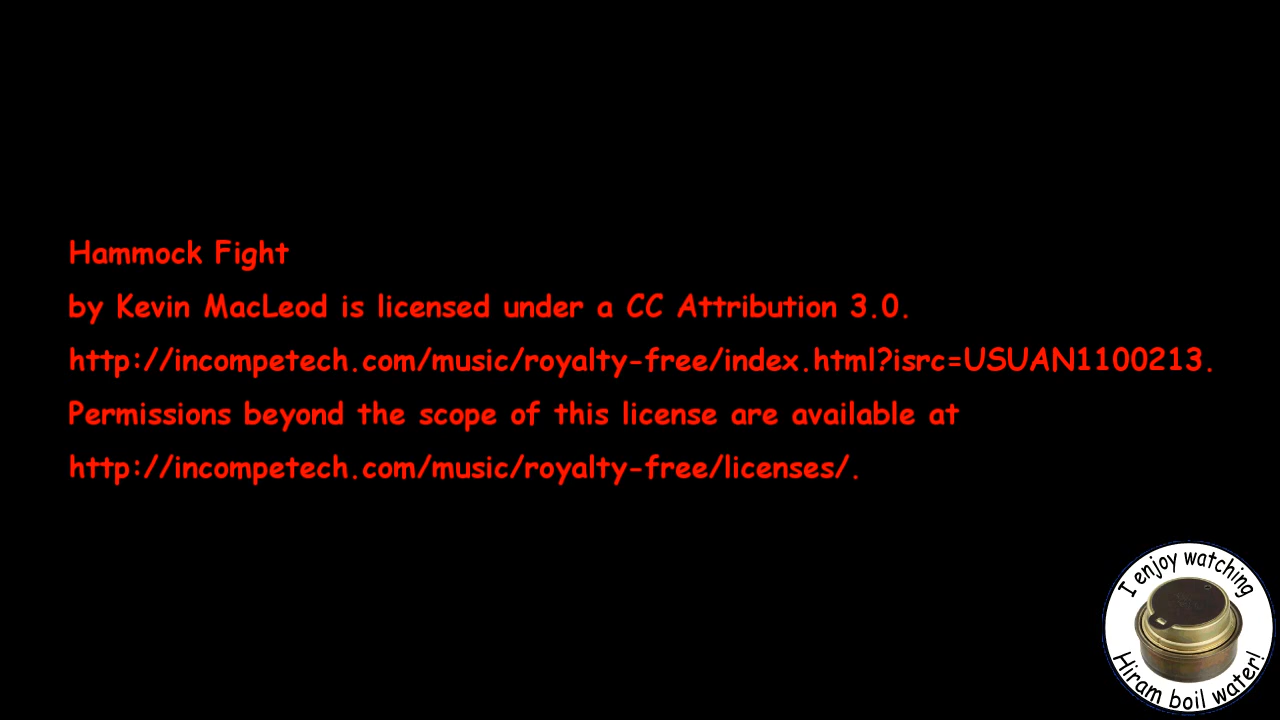 Hammock Fight
by Kevin MacLeod is licensed under a CC Attribution 3.0.
http://incompetech.com/music/royalty-free/index.html?isrc=USUAN1100213.
Permissions beyond the scope of this license are available at
http://incompetech.com/music/royalty-free/licenses/.
I enjoy watching
Hiram boil water!